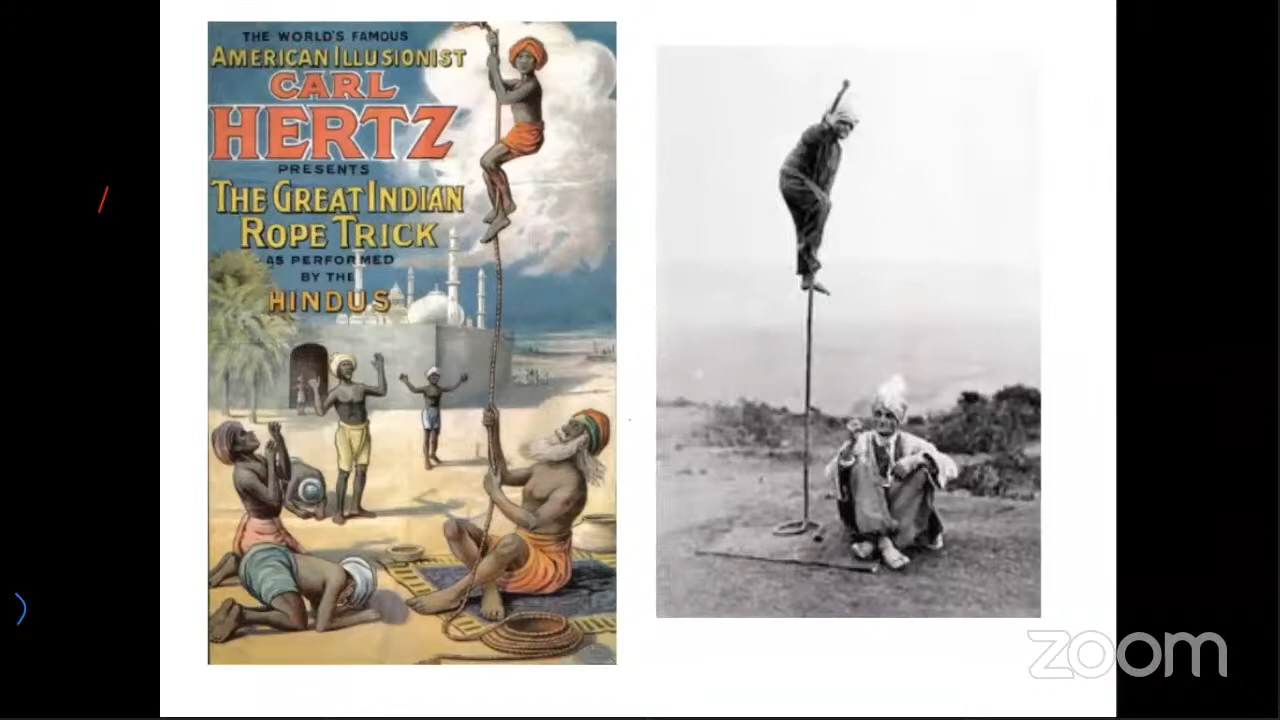 THE WORLD'S FAMOUS
AMERICAN ILLUSIONIST
CARL
HERTZ
PRESENTS
THE GREAT INDIAN
ROPE TRICK
AS PERFORMED
BY THE
HINDUS
zoom